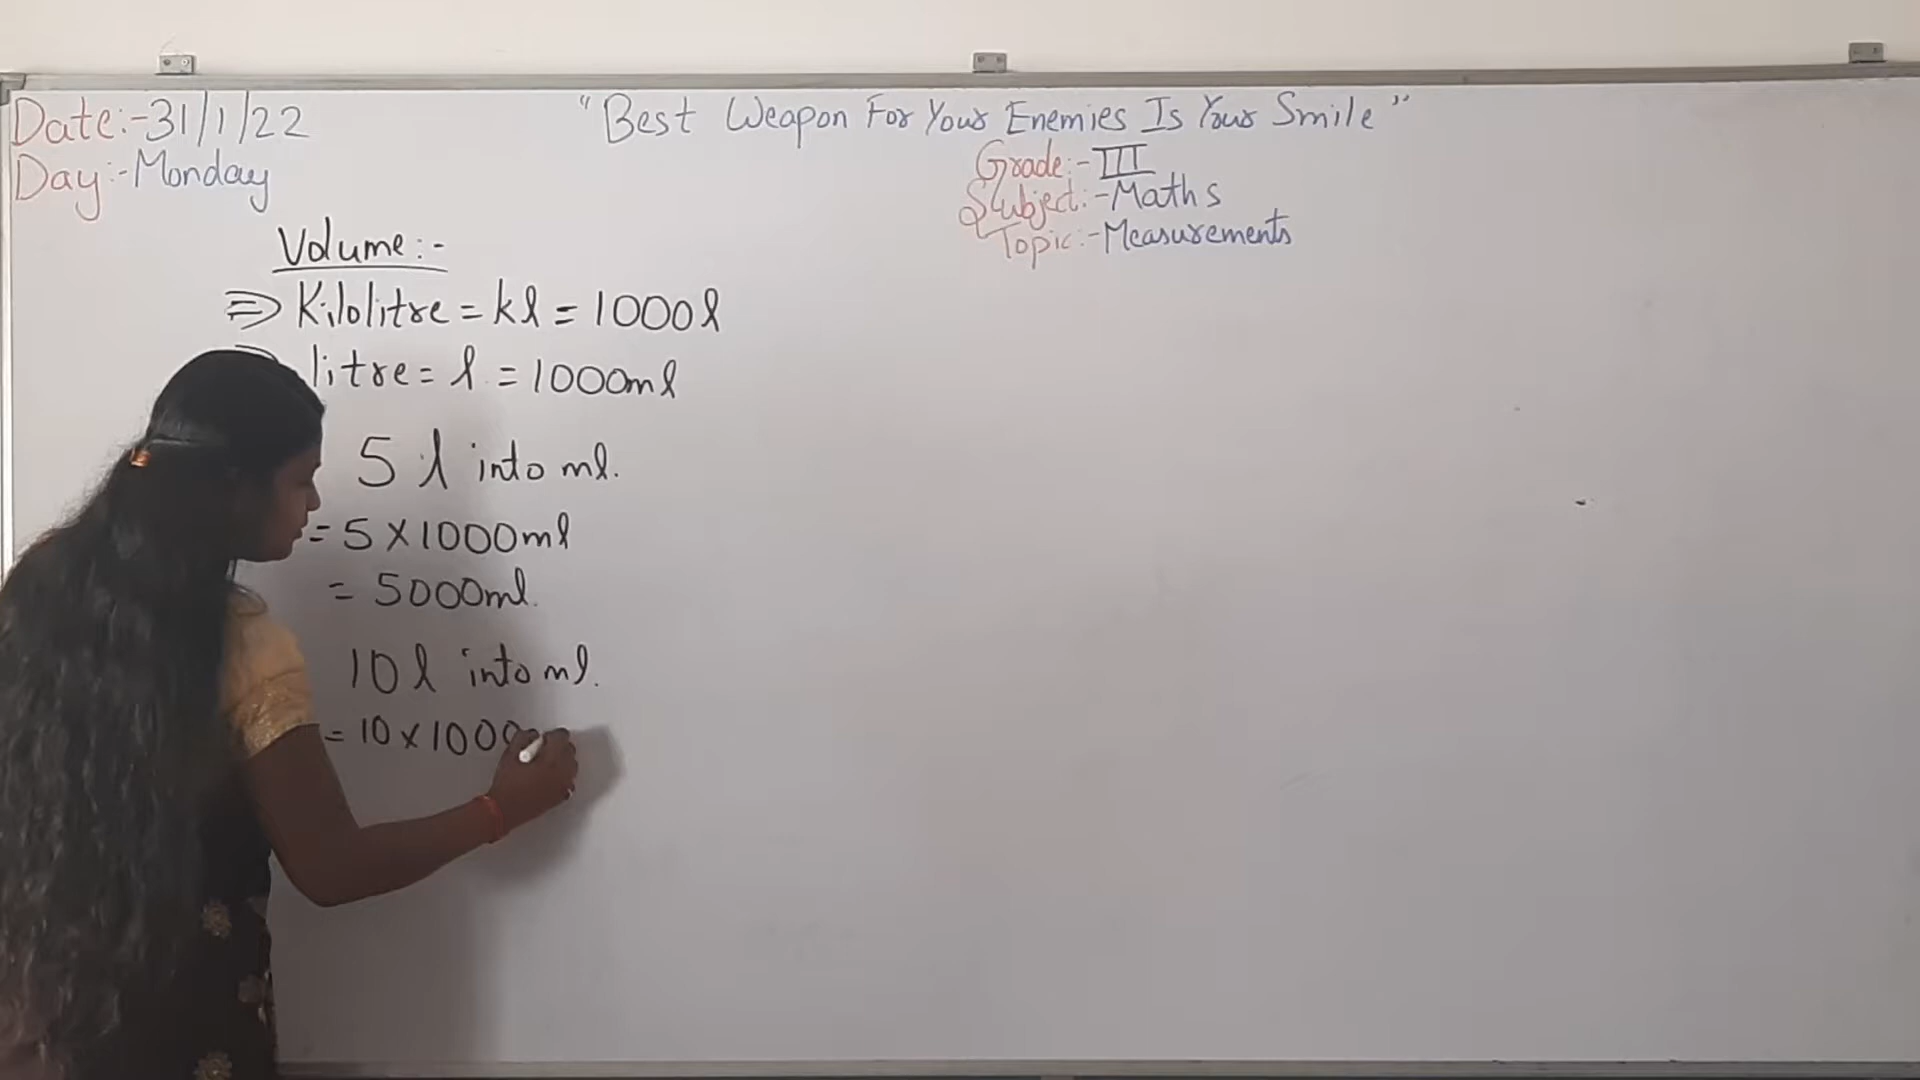 Date:-31/1/22
Day:-Monday
"Best Weapon For Your Enemies Is Your Smile"
Grade:-III
Subject:-Maths
Topic:-Measurements
Volume:-
⇒ Kilolitre = kl = 1000l
litre = l = 1000ml
5 l into ml.
= 5 × 1000ml
= 5000ml.
10 l into ml.
= 10 × 1000